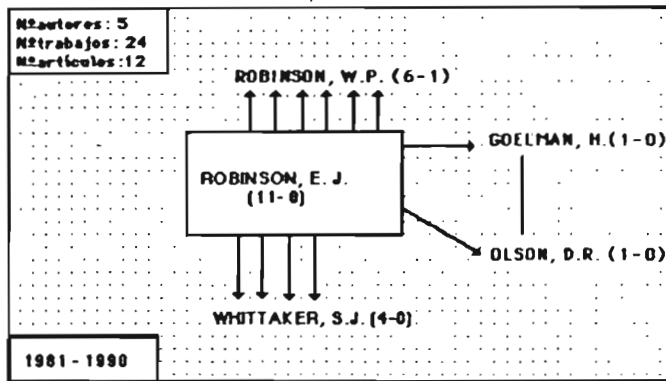 Nºautores: 5
Nºtrabajos: 24
Nºartículos:12
ROBINSON, W.P. (6-1)
GOELMAN, H.(1-0)
ROBINSON, E.J.
(11-0)
OLSON, D.R. (1-0)
WHITTAKER, S.J. (4-0)
1981-1990